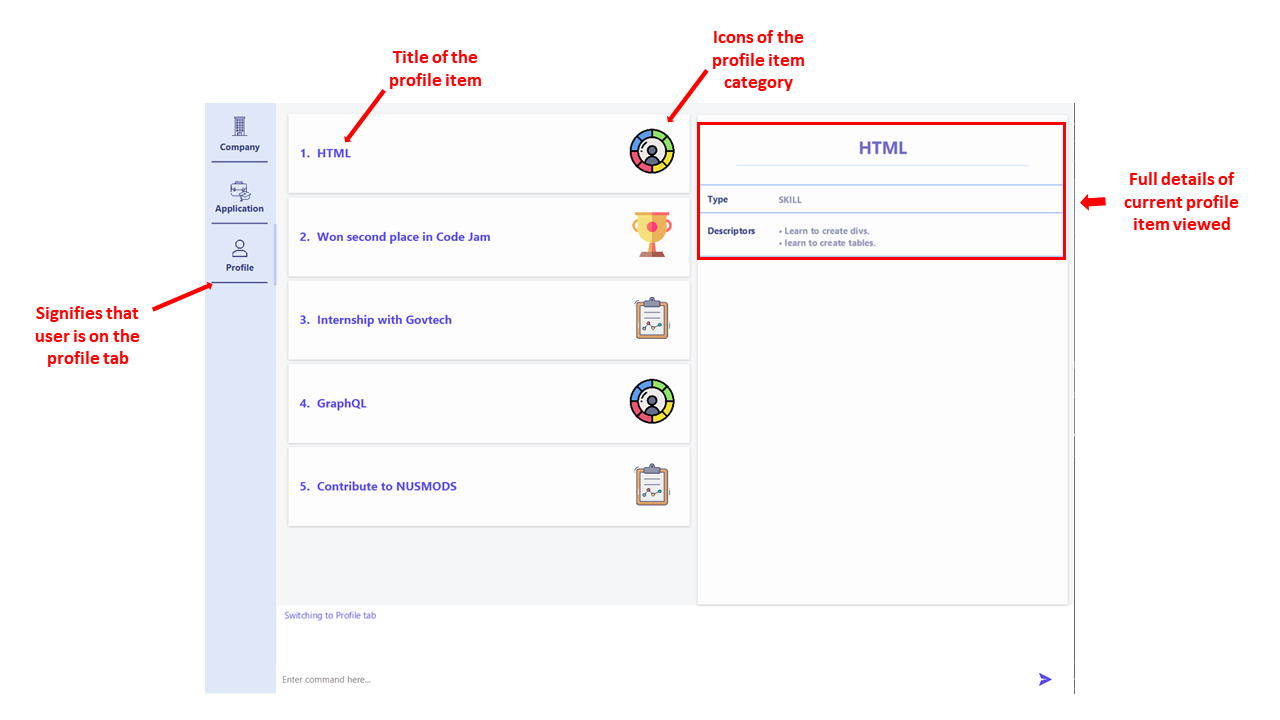 Title of the
profile item
Icons of the
profile item
category
Company
Application
Profile
Signifies that
user is on the
profile tab
1. HTML
2. Won second place in Code Jam
3. Internship with Govtech
4. GraphQL
5. Contribute to NUSMODS
HTML
Type SKILL
Descriptors • Learn to create divs.
• learn to create tables.
Full details of
current profile
item viewed
Switching to Profile tab
Enter command here...